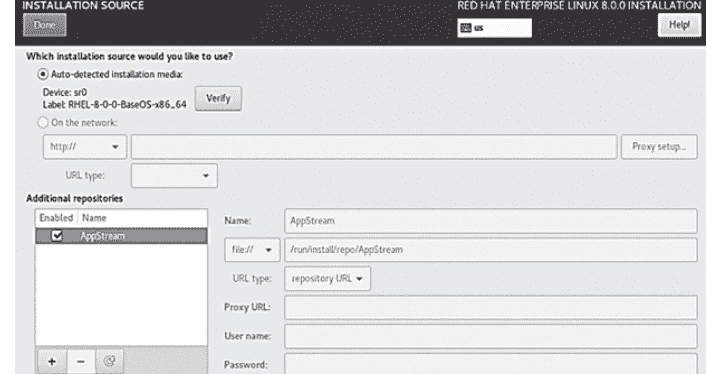 INSTALLATION SOURCE
RED HAT ENTERPRISE LINUX 8.0.0 INSTALLATION
Done
us
Help!
Which installation source would you like to use?
Auto-detected installation media:
Device: sr0
Label: RHEL-8-0-0-BaseOS-x86_64
Verify
On the network:
http://
Proxy setup...
URL type:
Additional repositories
Enabled Name
AppStream
Name: AppStream
file:// /run/install/repo/AppStream
URL type: repository URL
Proxy URL:
User name:
+ -
Password: